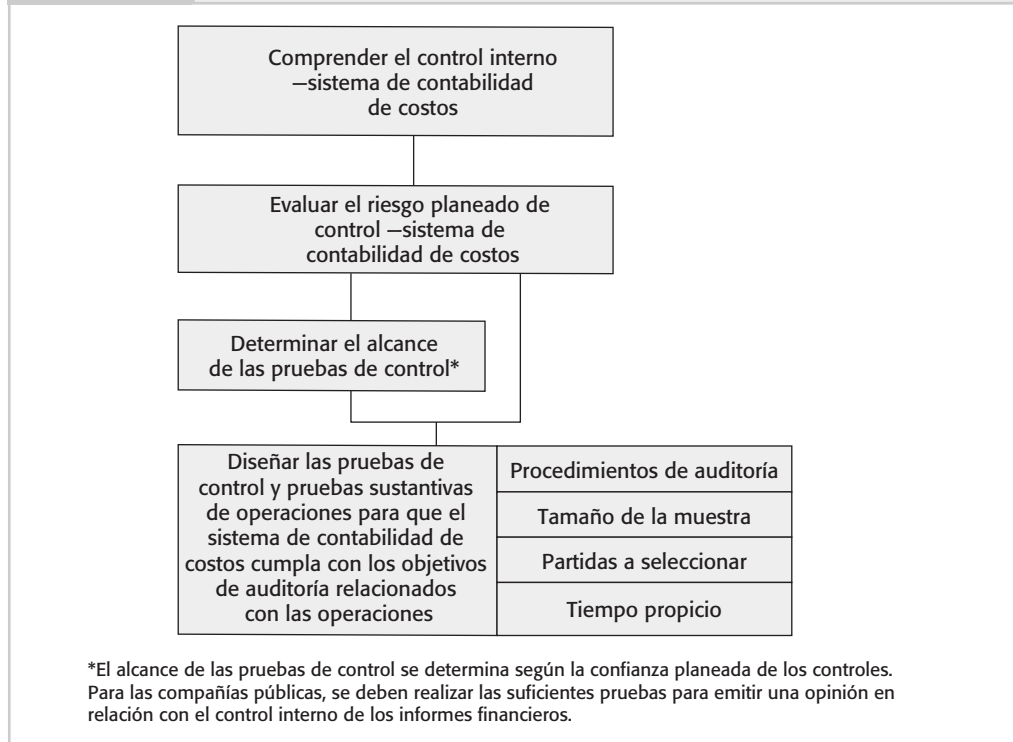 Comprender el control interno
—sistema de contabilidad
de costos
Evaluar el riesgo planeado de
control —sistema de
contabilidad de costos
Determinar el alcance
de las pruebas de control*
Diseñar las pruebas de
control y pruebas sustantivas
de operaciones para que el
sistema de contabilidad de
costos cumpla con los objetivos
de auditoría relacionados
con las operaciones
Procedimientos de auditoría
Tamaño de la muestra
Partidas a seleccionar
Tiempo propicio
*El alcance de las pruebas de control se determina según la confianza planeada de los controles.
Para las compañías públicas, se deben realizar las suficientes pruebas para emitir una opinión en
relación con el control interno de los informes financieros.